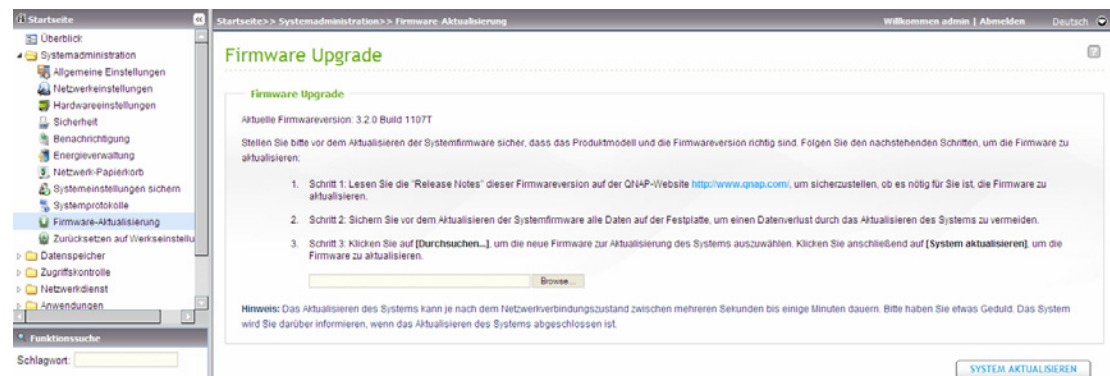 Startseite
Startseite>> Systemadministration>> Firmware-Aktualisierung
Willkommen admin | Abmelden
Deutsch
Überblick
Systemadministration
Allgemeine Einstellungen
Netzwerkeinstellungen
Hardwareeinstellungen
Sicherheit
Benachrichtigung
Energieverwaltung
Netzwerk-Papierkorb
Systemeinstellungen sichern
Systemprotokolle
Firmware-Aktualisierung
Zurücksetzen auf Werkseinstellu
Datenspeicher
Zugriffskontrolle
Netzwerkdienst
Anwendungen
Funktionssuche
Schlagwort:
Firmware Upgrade
Firmware Upgrade
Aktuelle Firmwareversion: 3.2.0 Build 1107T
Stellen Sie bitte vor dem Aktualisieren der Systemfirmware sicher, dass das Produktmodell und die Firmwareversion richtig sind. Folgen Sie den nachstehenden Schritten, um die Firmware zu
aktualisieren:
1. Schritt 1: Lesen Sie die "Release Notes" dieser Firmwareversion auf der QNAP-Website http://www.qnap.com/, um sicherzustellen, ob es nötig für Sie ist, die Firmware zu
aktualisieren.
2. Schritt 2: Sichern Sie vor dem Aktualisieren der Systemfirmware alle Daten auf der Festplatte, um einen Datenverlust durch das Aktualisieren des Systems zu vermeiden.
3. Schritt 3: Klicken Sie auf [Durchsuchen...], um die neue Firmware zur Aktualisierung des Systems auszuwählen. Klicken Sie anschließend auf [System aktualisieren], um die
Firmware zu aktualisieren.
Browse...
Hinweis: Das Aktualisieren des Systems kann je nach dem Netzwerkverbindungszustand zwischen mehreren Sekunden bis einige Minuten dauern. Bitte haben Sie etwas Geduld. Das System
wird Sie darüber informieren, wenn das Aktualisieren des Systems abgeschlossen ist.
SYSTEM AKTUALISIEREN